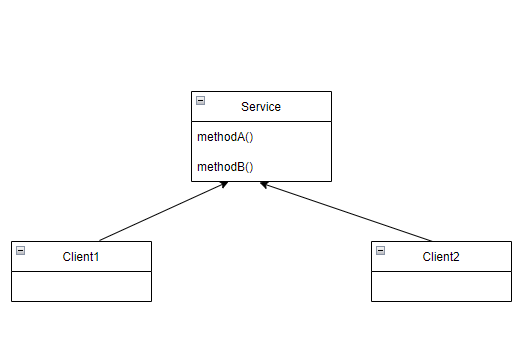 Service
methodA()
methodB()
Client1
Client2